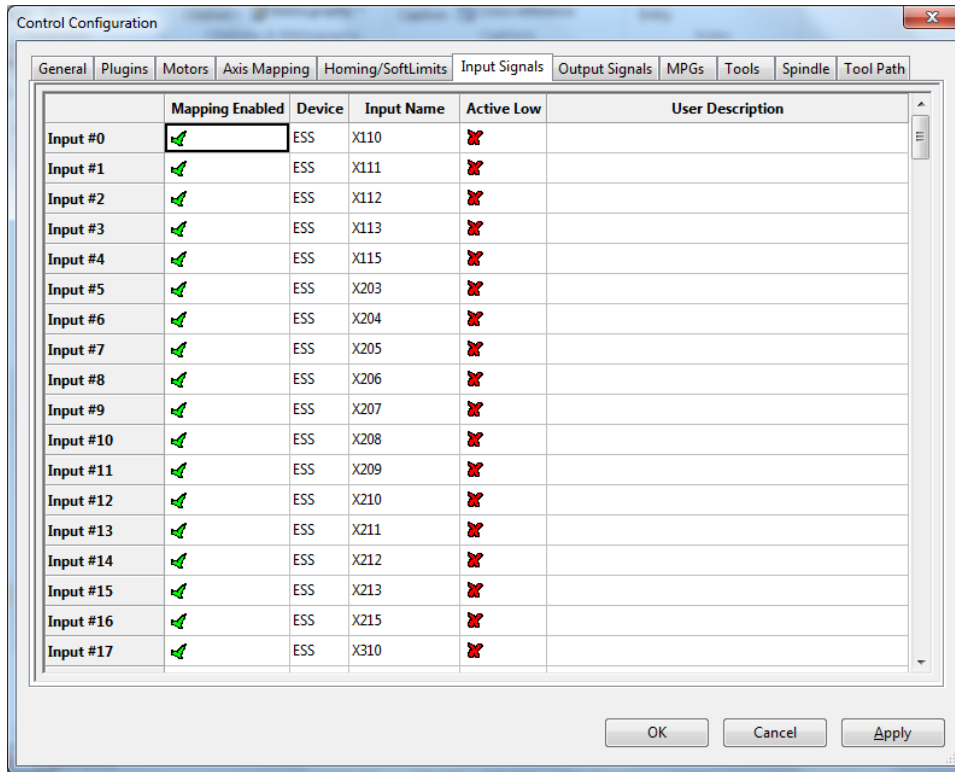 Control Configuration
General Plugins Motors Axis Mapping Homing/SoftLimits Input Signals Output Signals MPGs Tools Spindle Tool Path
Mapping Enabled Device Input Name Active Low User Description
Input #0 ESS X110
Input #1 ESS X111
Input #2 ESS X112
Input #3 ESS X113
Input #4 ESS X115
Input #5 ESS X203
Input #6 ESS X204
Input #7 ESS X205
Input #8 ESS X206
Input #9 ESS X207
Input #10 ESS X208
Input #11 ESS X209
Input #12 ESS X210
Input #13 ESS X211
Input #14 ESS X212
Input #15 ESS X213
Input #16 ESS X215
Input #17 ESS X310
OK Cancel Apply